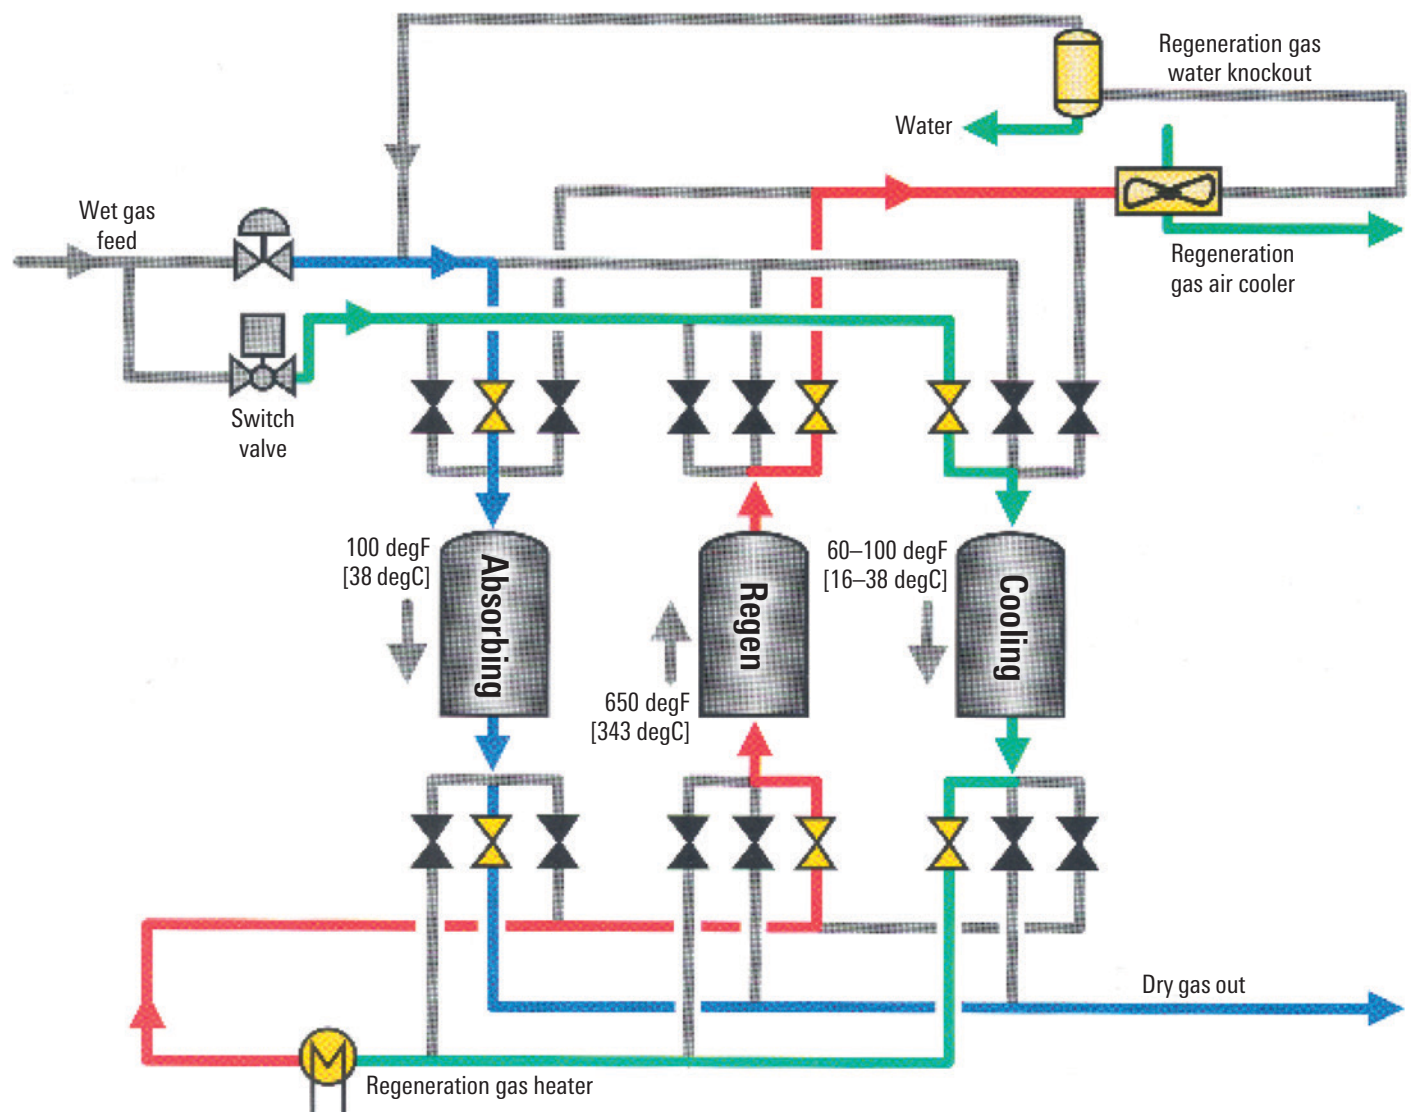 Regeneration gas
water knockout
Water
Wet gas
feed
Regeneration
gas air cooler
Switch
valve
100 degF
[38 degC]
Absorbing
650 degF
[343 degC]
Regen
60–100 degF
[16–38 degC]
Cooling
Dry gas out
Regeneration gas heater